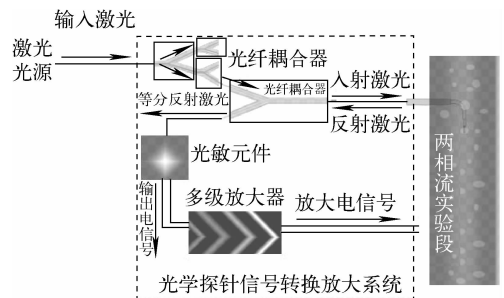 输入激光
激光
光源
光纤耦合器
光纤耦合器
入射激光
等分反射激光
反射激光
光敏元件
两相流实验段
输出电信号
多级放大器
放大电信号
光学探针信号转换放大系统